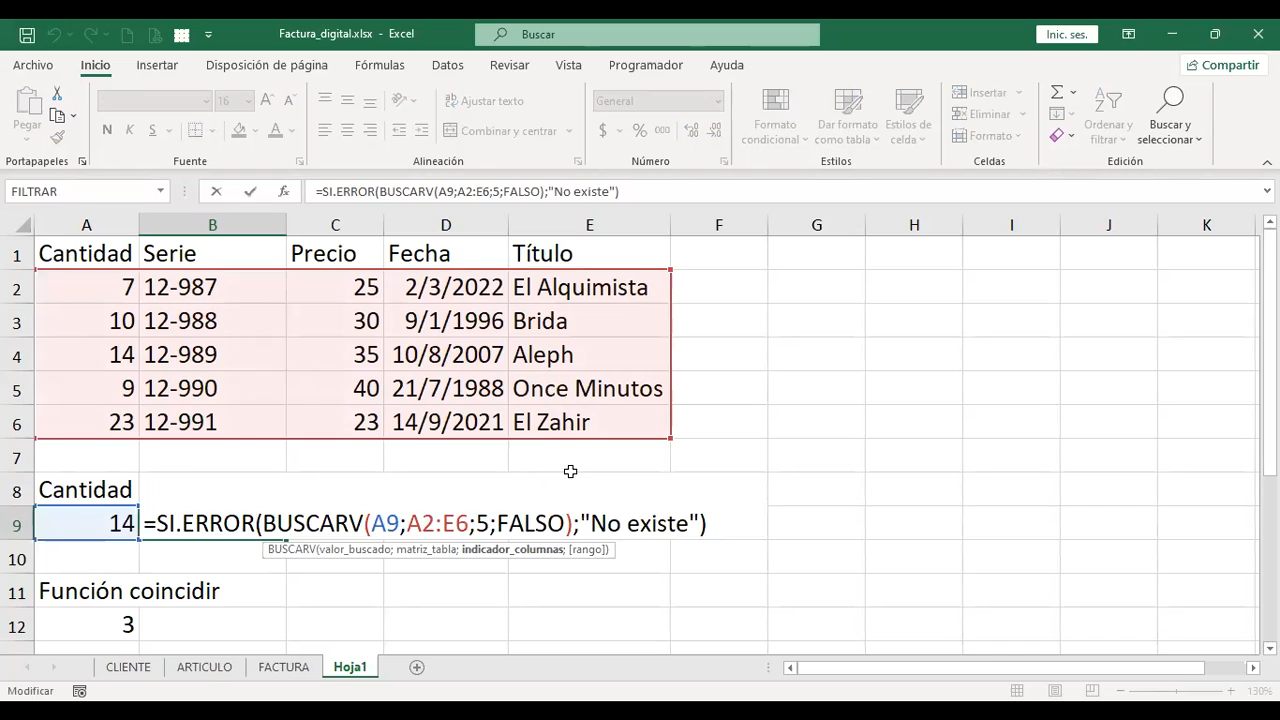 Factura_digital.xlsx - Excel
Buscar
Inic. ses.
Archivo Inicio Insertar Disposición de página Fórmulas Datos Revisar Vista Programador Ayuda Compartir
Pegar
16
N K S
Ajustar texto
Combinar y centrar
General
$ % 000
Formato condicional
Dar formato como tabla
Estilos de celda
Insertar
Eliminar
Formato
Ordenar y filtrar
Buscar y seleccionar
Portapapeles Fuente Alineación Número Estilos Celdas Edición
FILTRAR
=SI.ERROR(BUSCARV(A9;A2:E6;5;FALSO);"No existe")
A B C D E F G H I J K
1 Cantidad Serie Precio Fecha Título
2 7 12-987 25 2/3/2022 El Alquimista
3 10 12-988 30 9/1/1996 Brida
4 14 12-989 35 10/8/2007 Aleph
5 9 12-990 40 21/7/1988 Once Minutos
6 23 12-991 23 14/9/2021 El Zahir
7
8 Cantidad
9 14 =SI.ERROR(BUSCARV(A9;A2:E6;5;FALSO);"No existe")
BUSCARV(valor_buscado; matriz_tabla; indicador_columnas; [rango])
10
11 Función coincidir
12 3
CLIENTE ARTICULO FACTURA Hoja1
Modificar
130%